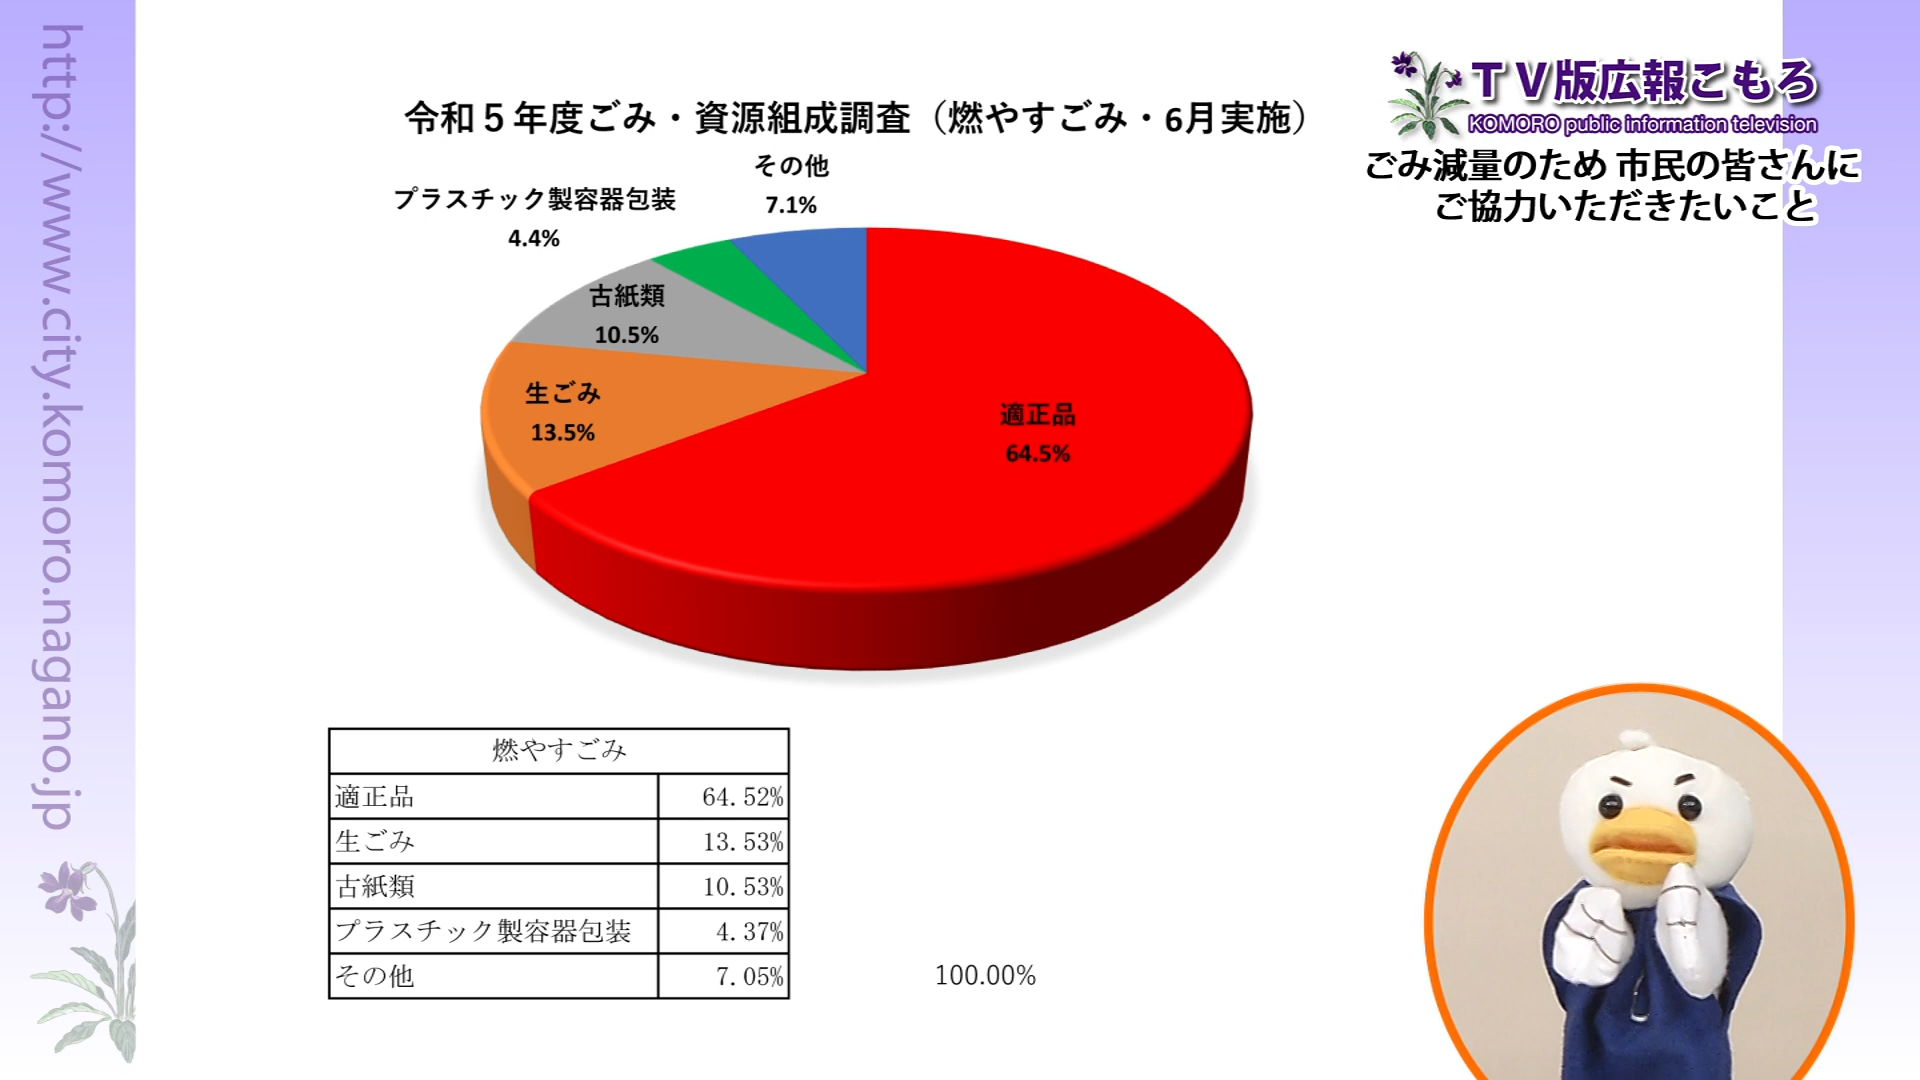 http://www.city.komoro.nagano.jp
TV版広報こもろ
KOMORO public information television
ごみ減量のため 市民の皆さんに
ご協力いただきたいこと
令和5年度ごみ・資源組成調査（燃やすごみ・6月実施）
その他
7.1%
プラスチック製容器包装
4.4%
古紙類
10.5%
生ごみ
13.5%
適正品
64.5%
燃やすごみ
適正品 64.52%
生ごみ 13.53%
古紙類 10.53%
プラスチック製容器包装 4.37%
その他 7.05%
100.00%